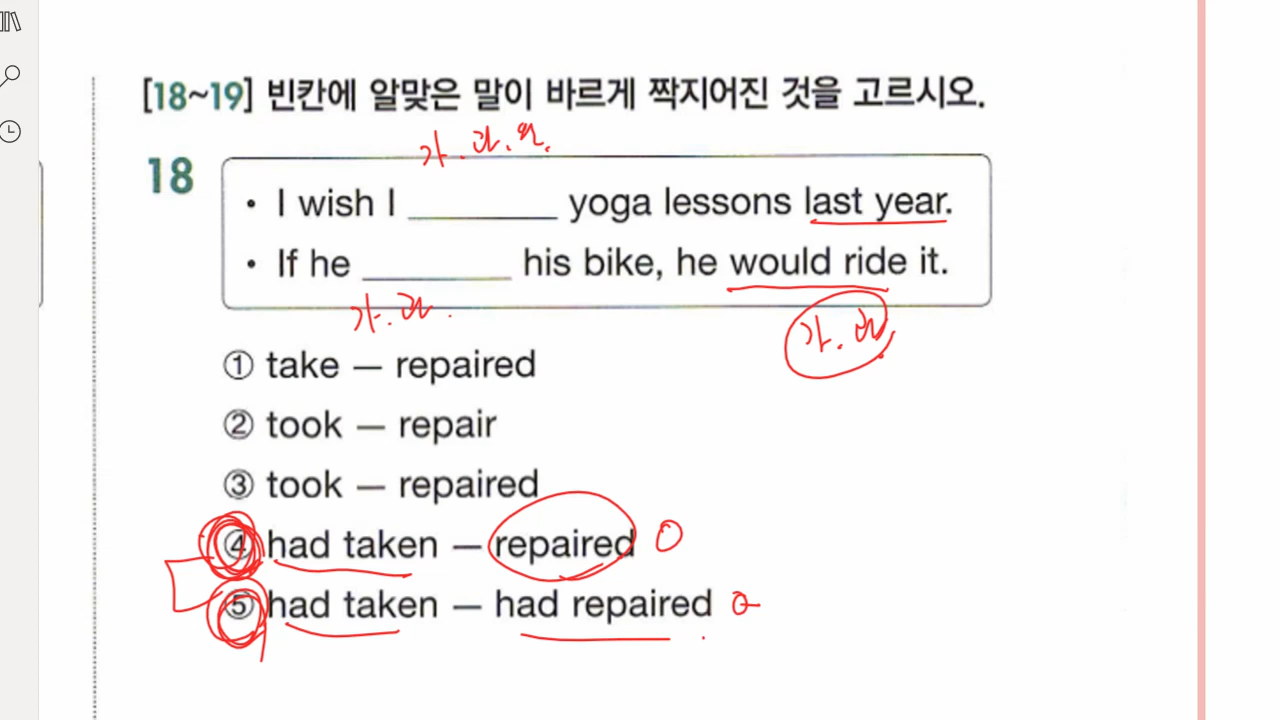 [18~19] 빈칸에 알맞은 말이 바르게 짝지어진 것을 고르시오.
가.과.완.
18
• I wish I ________ yoga lessons last year.
• If he ________ his bike, he would ride it.
가.과.
가.과.
① take — repaired
② took — repair
③ took — repaired
④ had taken — repaired
⑤ had taken — had repaired